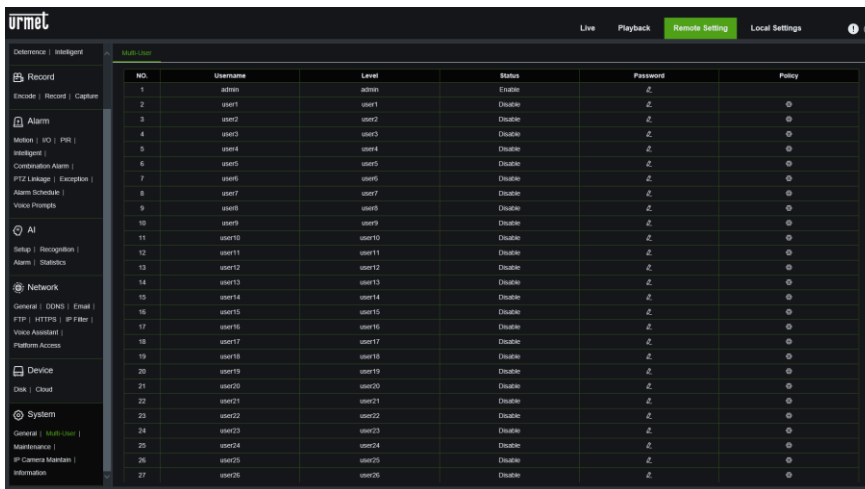 urmet
Live Playback Remote Setting Local Settings
Deterrence | Intelligent
Multi-User
Record
Encode | Record | Capture
Alarm
Motion | I/O | PIR |
Intelligent |
Combination Alarm |
PTZ Linkage | Exception |
Alarm Schedule |
Voice Prompts
AI
Setup | Recognition |
Alarm | Statistics
Network
General | DDNS | Email |
FTP | HTTPS | IP Filter |
Voice Assistant |
Platform Access
Device
Disk | Cloud
System
General | Multi-User |
Maintenance |
IP Camera Maintain |
Information
NO. Username Level Status Password Policy
1 admin admin Enable
2 user1 user1 Disable
3 user2 user2 Disable
4 user3 user3 Disable
5 user4 user4 Disable
6 user5 user5 Disable
7 user6 user6 Disable
8 user7 user7 Disable
9 user8 user8 Disable
10 user9 user9 Disable
11 user10 user10 Disable
12 user11 user11 Disable
13 user12 user12 Disable
14 user13 user13 Disable
15 user14 user14 Disable
16 user15 user15 Disable
17 user16 user16 Disable
18 user17 user17 Disable
19 user18 user18 Disable
20 user19 user19 Disable
21 user20 user20 Disable
22 user21 user21 Disable
23 user22 user22 Disable
24 user23 user23 Disable
25 user24 user24 Disable
26 user25 user25 Disable
27 user26 user26 Disable